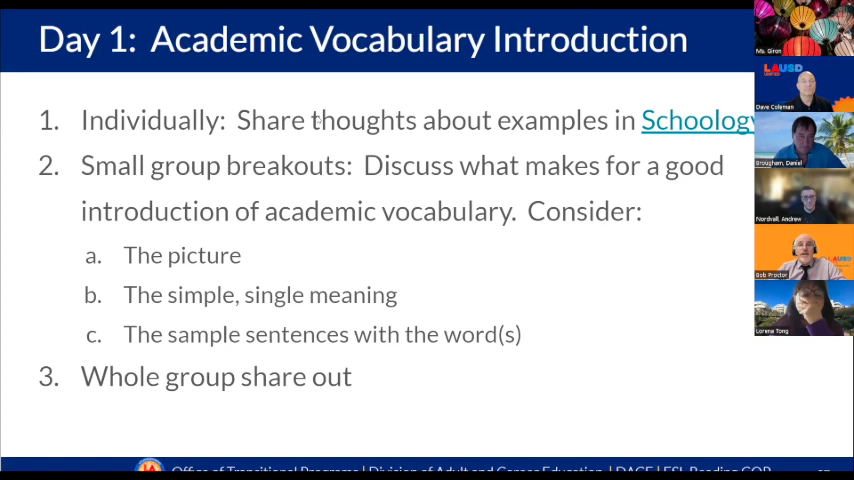 Day 1: Academic Vocabulary Introduction
1. Individually: Share thoughts about examples in Schoology
2. Small group breakouts: Discuss what makes for a good
introduction of academic vocabulary. Consider:
a. The picture
b. The simple, single meaning
c. The sample sentences with the word(s)
3. Whole group share out
Office of Transitional Programs | Division of Adult and Career Education | DACE | ESL Reading COP
Ms. Giron
LAUSD
UNIFIED
Dave Coleman
Brougham, Daniel
Nordvall, Andrew
LAUSD
Bob Proctor
Lorena Tong